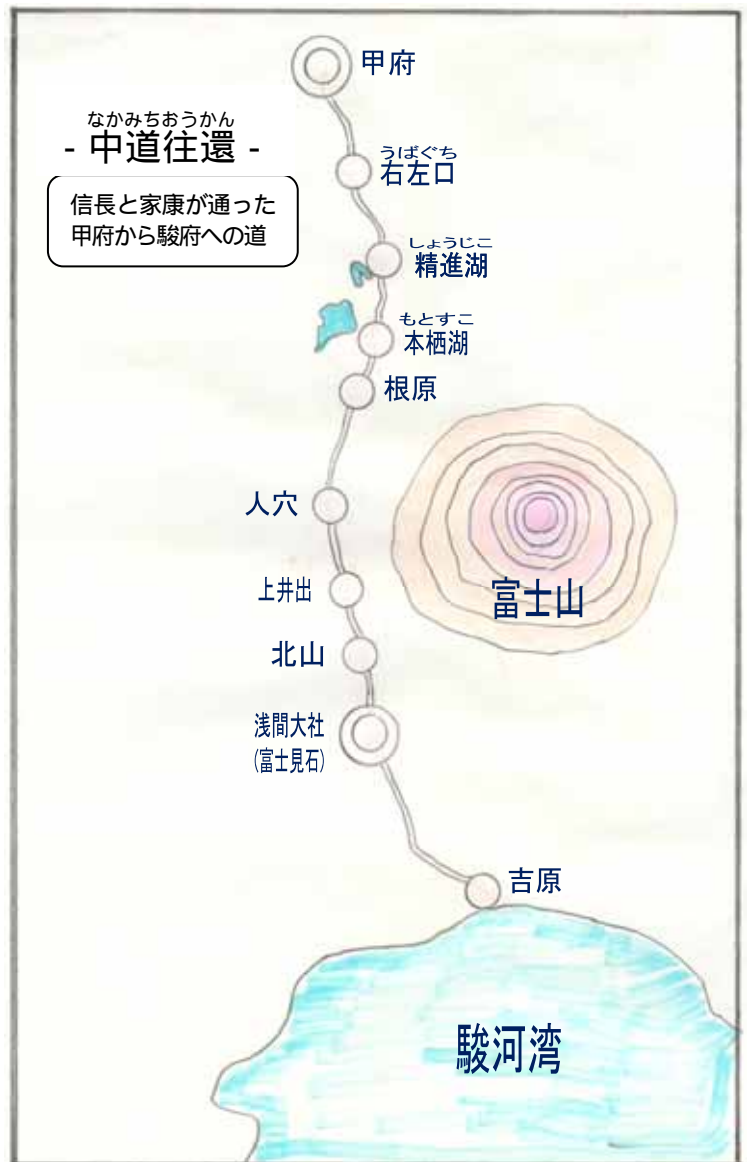 なかみちおうかん
- 中道往還 -
信長と家康が通った
甲府から駿府への道
甲府
うばぐち
右左口
しょうじこ
精進湖
もとすこ
本栖湖
根原
人穴
上井出
富士山
北山
浅間大社
(富士見石)
吉原
駿河湾